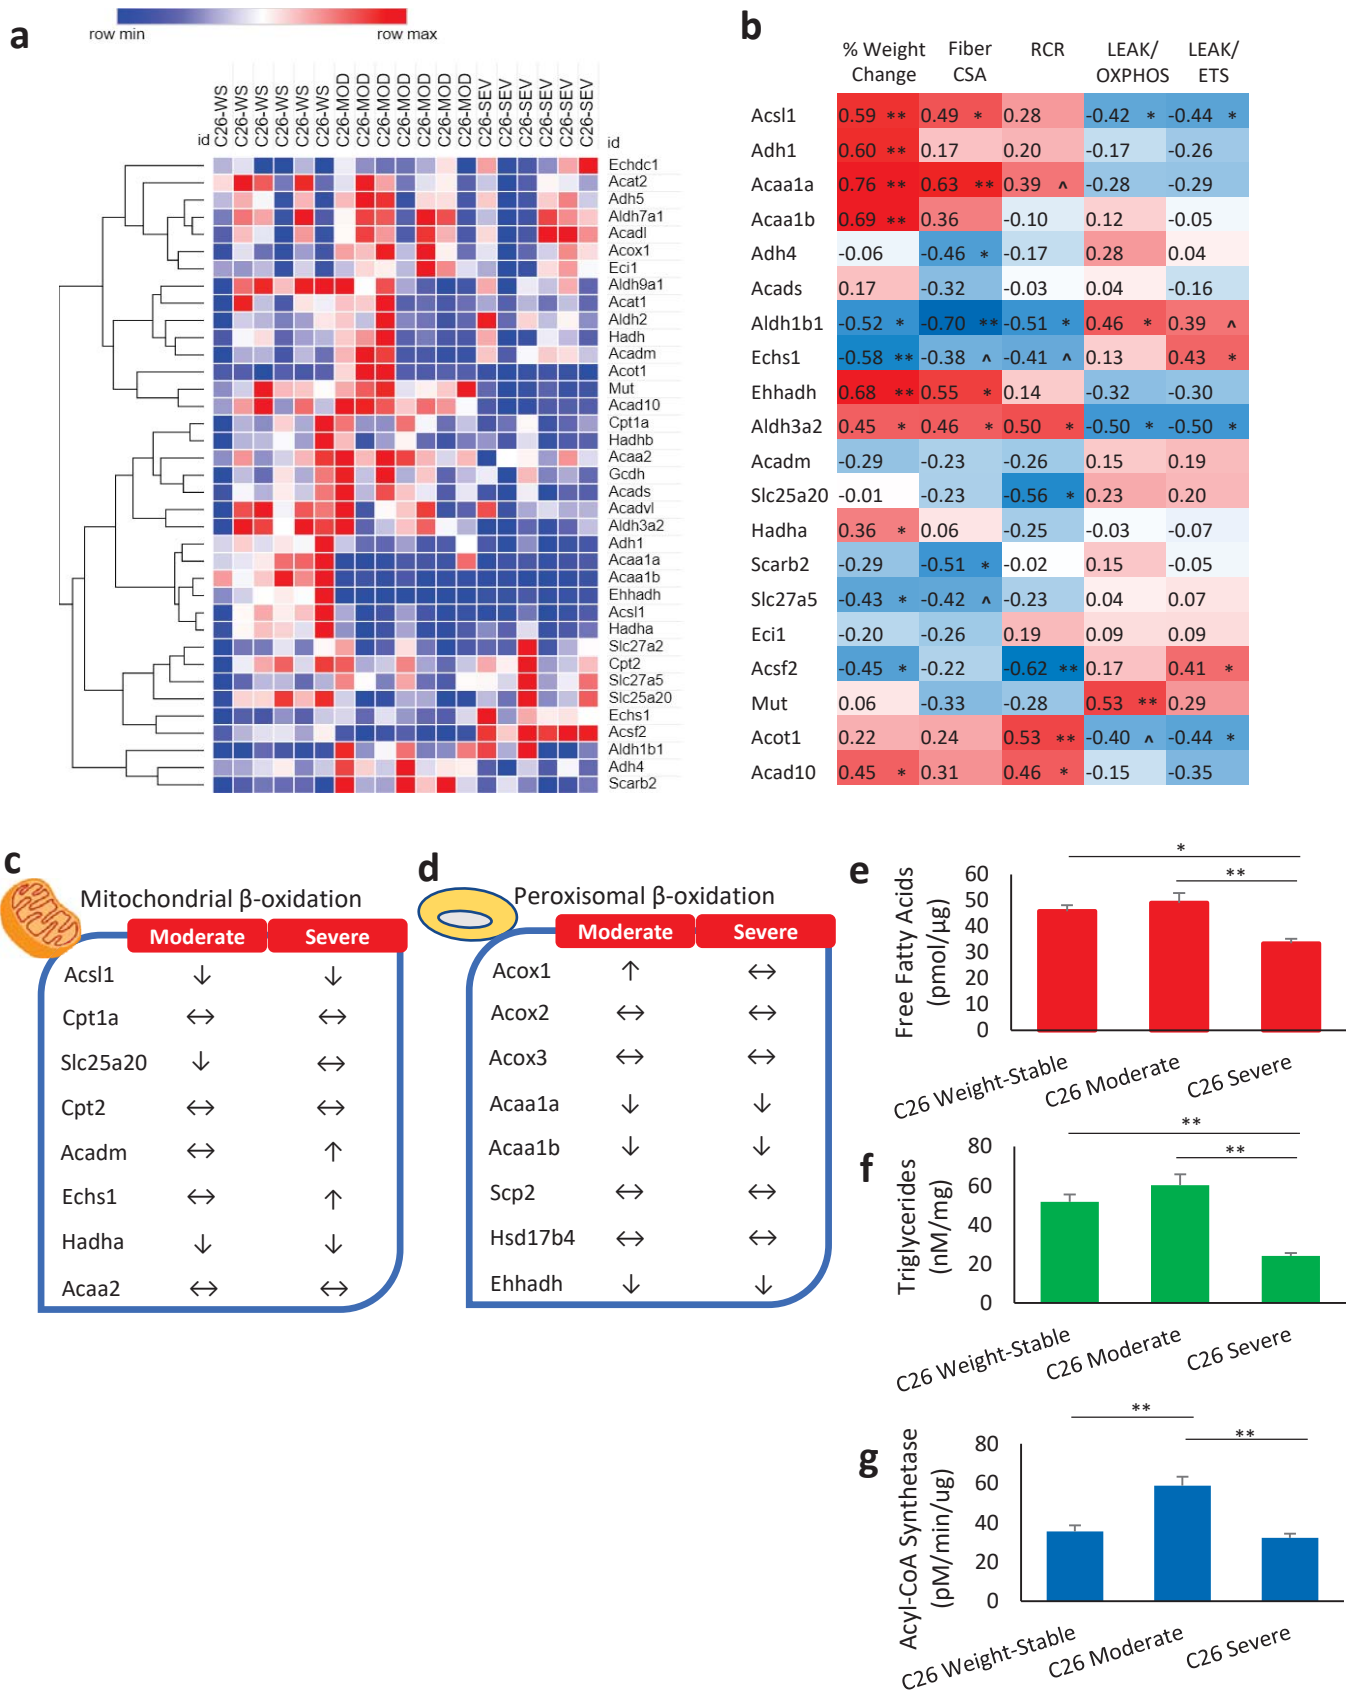 a
row min
row max
id
C26-WS
C26-WS
C26-WS
C26-WS
C26-WS
C26-WS
C26-MOD
C26-MOD
C26-MOD
C26-MOD
C26-MOD
C26-MOD
C26-MOD
C26-SEV
C26-SEV
C26-SEV
C26-SEV
C26-SEV
C26-SEV
id
Echdc1
Acat2
Adh5
Aldh7a1
Acadl
Acox1
Eci1
Aldh9a1
Acat1
Aldh2
Hadh
Acadm
Acot1
Mut
Acad10
Cpt1a
Hadhb
Acaa2
Gcdh
Acads
Acadvl
Aldh3a2
Adh1
Acaa1a
Acaa1b
Ehhadh
Acsl1
Hadha
Slc27a2
Cpt2
Slc27a5
Slc25a20
Echs1
Acsf2
Aldh1b1
Adh4
Scarb2
b
% Weight Fiber RCR LEAK/ LEAK/
Change CSA OXPHOS ETS
Acsl1 0.59 ** 0.49 * 0.28 -0.42 * -0.44 *
Adh1 0.60 ** 0.17 0.20 -0.17 -0.26
Acaa1a 0.76 ** 0.63 ** 0.39 ^ -0.28 -0.29
Acaa1b 0.69 ** 0.36 -0.10 0.12 -0.05
Adh4 -0.06 -0.46 * -0.17 0.28 0.04
Acads 0.17 -0.32 -0.03 0.04 -0.16
Aldh1b1 -0.52 * -0.70 ** -0.51 * 0.46 * 0.39 ^
Echs1 -0.58 ** -0.38 ^ -0.41 ^ 0.13 0.43 *
Ehhadh 0.68 ** 0.55 * 0.14 -0.32 -0.30
Aldh3a2 0.45 * 0.46 * 0.50 * -0.50 * -0.50 *
Acadm -0.29 -0.23 -0.26 0.15 0.19
Slc25a20 -0.01 -0.23 -0.56 * 0.23 0.20
Hadha 0.36 * 0.06 -0.25 -0.03 -0.07
Scarb2 -0.29 -0.51 * -0.02 0.15 -0.05
Slc27a5 -0.43 * -0.42 ^ -0.23 0.04 0.07
Eci1 -0.20 -0.26 0.19 0.09 0.09
Acsf2 -0.45 * -0.22 -0.62 ** 0.17 0.41 *
Mut 0.06 -0.33 -0.28 0.53 ** 0.29
Acot1 0.22 0.24 0.53 ** -0.40 ^ -0.44 *
Acad10 0.45 * 0.31 0.46 * -0.15 -0.35
c
Mitochondrial β-oxidation
Moderate Severe
Acsl1 ↓ ↓
Cpt1a ↔ ↔
Slc25a20 ↓ ↔
Cpt2 ↔ ↔
Acadm ↔ ↑
Echs1 ↔ ↑
Hadha ↓ ↓
Acaa2 ↔ ↔
d
Peroxisomal β-oxidation
Moderate Severe
Acox1 ↑ ↔
Acox2 ↔ ↔
Acox3 ↔ ↔
Acaa1a ↓ ↓
Acaa1b ↓ ↓
Scp2 ↔ ↔
Hsd17b4 ↔ ↔
Ehhadh ↓ ↓
e
Free Fatty Acids
(pmol/µg)
60
50
40
30
20
10
0
*
**
C26 Weight-Stable
C26 Moderate
C26 Severe
f
Triglycerides
(nM/mg)
80
60
40
20
0
**
**
C26 Weight-Stable
C26 Moderate
C26 Severe
g
Acyl-CoA Synthetase
(pM/min/ug)
80
60
40
20
0
**
**
C26 Weight-Stable
C26 Moderate
C26 Severe